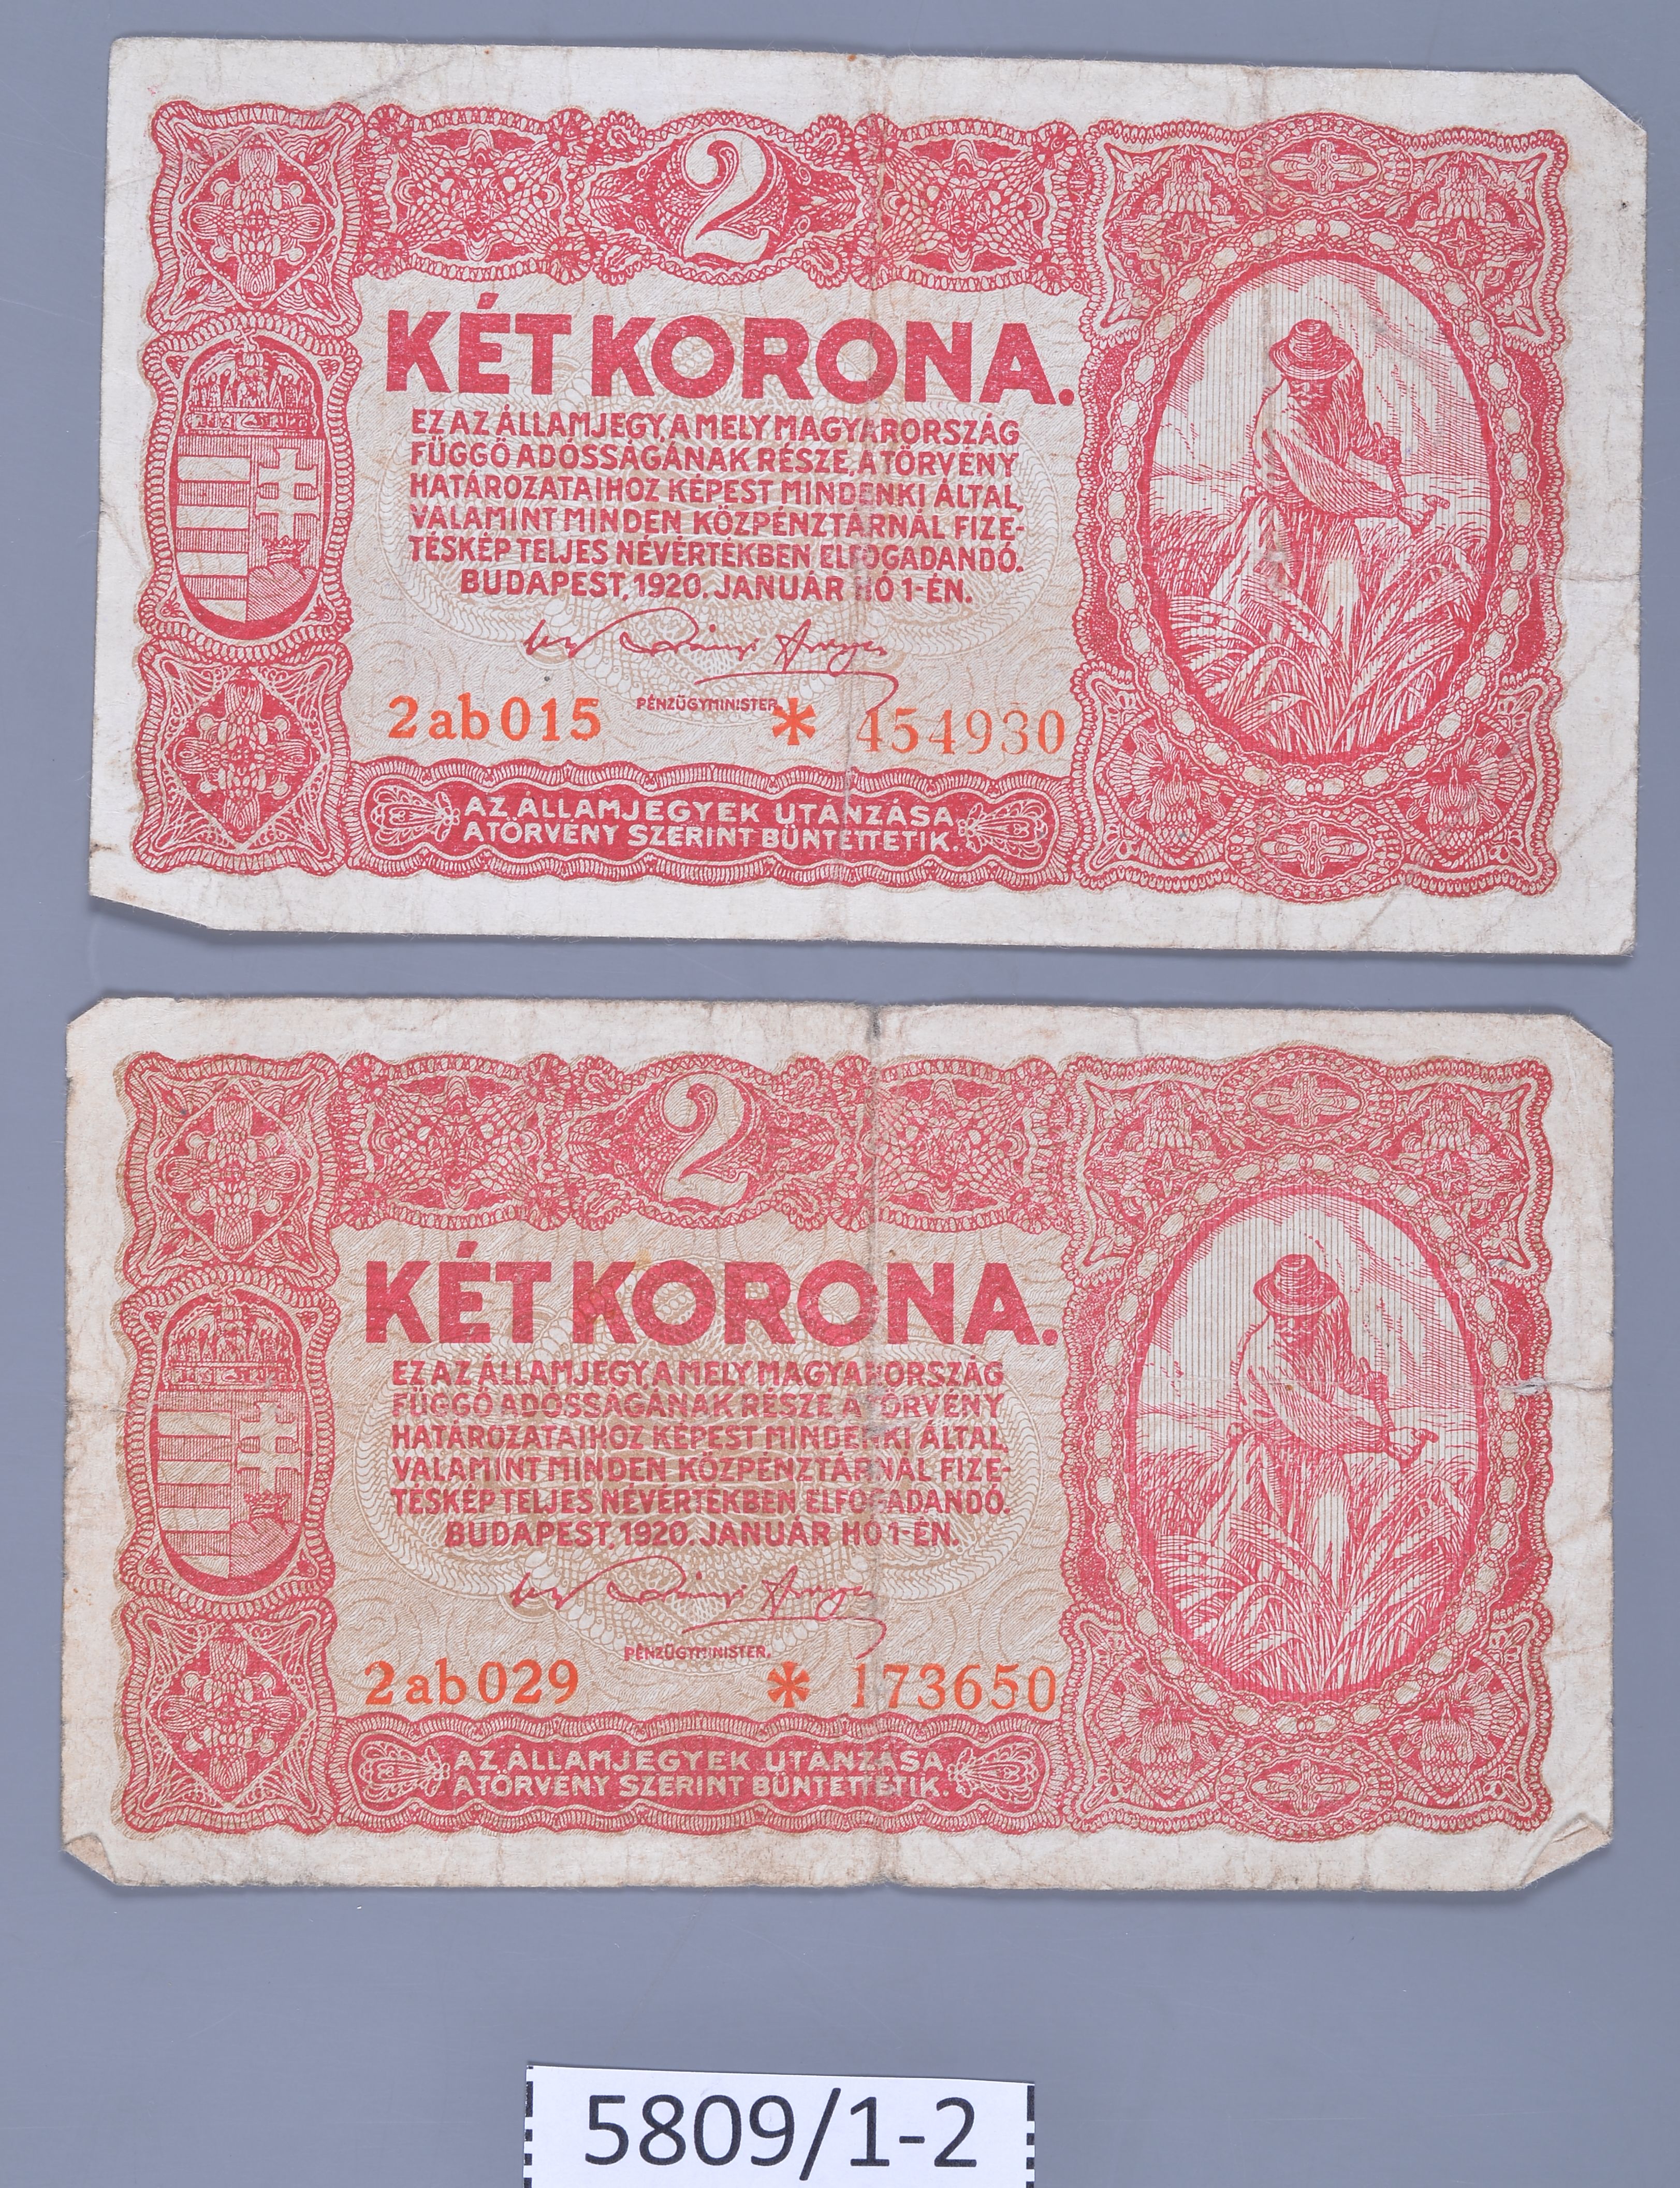 2
KÉT KORONA.
EZ AZ ÁLLAMJEGY, A MELY MAGYARORSZÁG
FÜGGŐ ADÓSSÁGÁNAK RÉSZE, A TÖRVÉNY
HATÁROZATAIHOZ KÉPEST MINDENKI ÁLTAL,
VALAMINT MINDEN KÖZPÉNZTÁRNÁL FIZE-
TÉSKÉP TELJES NÉVÉRTÉKBEN ELFOGADANDÓ.
BUDAPEST, 1920. JANUÁR HÓ 1-ÉN.
PÉNZÜGYMINISTER.
2ab015 * 454930
AZ ÁLLAMJEGYEK UTÁNZÁSA
A TÖRVÉNY SZERINT BÜNTETTETIK.
2
KÉT KORONA.
EZ AZ ÁLLAMJEGY, A MELY MAGYARORSZÁG
FÜGGŐ ADÓSSÁGÁNAK RÉSZE A TÖRVÉNY
HATÁROZATAIHOZ KÉPEST MINDENKI ÁLTAL,
VALAMINT MINDEN KÖZPÉNZTÁRNÁL FIZE-
TÉSKÉP TELJES NÉVÉRTÉKBEN ELFOGADANDÓ.
BUDAPEST, 1920. JANUÁR HÓ 1-ÉN.
PÉNZÜGYMINISTER.
2ab029 * 173650
AZ ÁLLAMJEGYEK UTÁNZÁSA
A TÖRVÉNY SZERINT BÜNTETTETIK.
5809/1-2